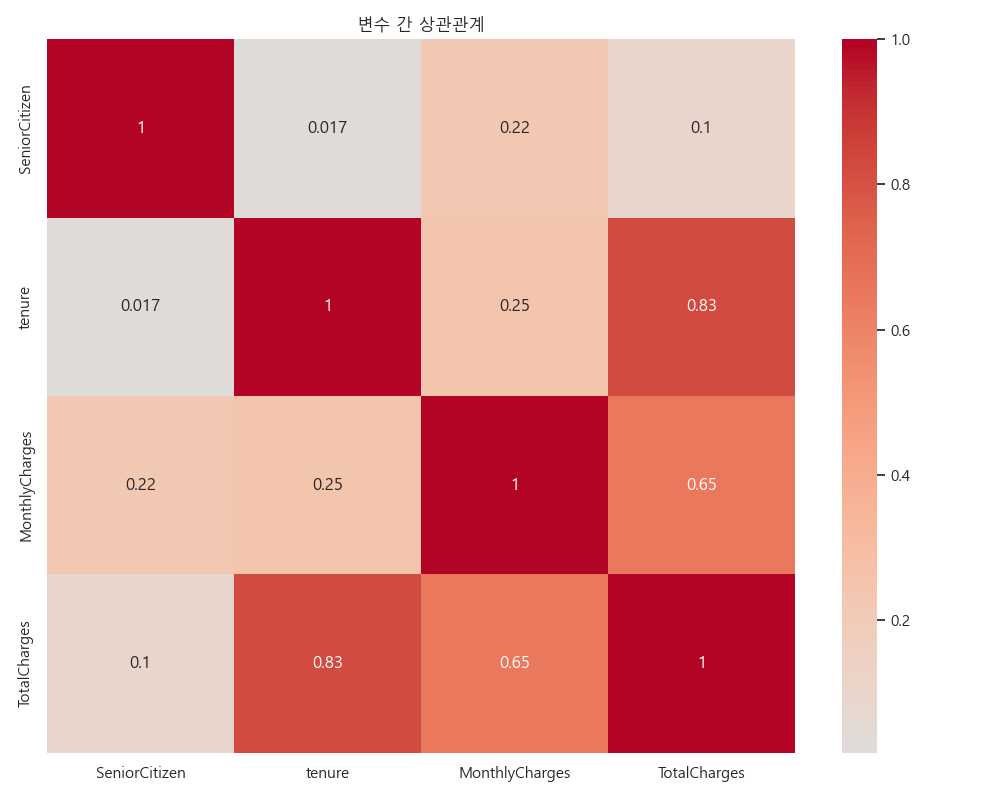 변수 간 상관관계
SeniorCitizen 1 0.017 0.22 0.1
tenure 0.017 1 0.25 0.83
MonthlyCharges 0.22 0.25 1 0.65
TotalCharges 0.1 0.83 0.65 1
SeniorCitizen tenure MonthlyCharges TotalCharges
1.0
0.8
0.6
0.4
0.2